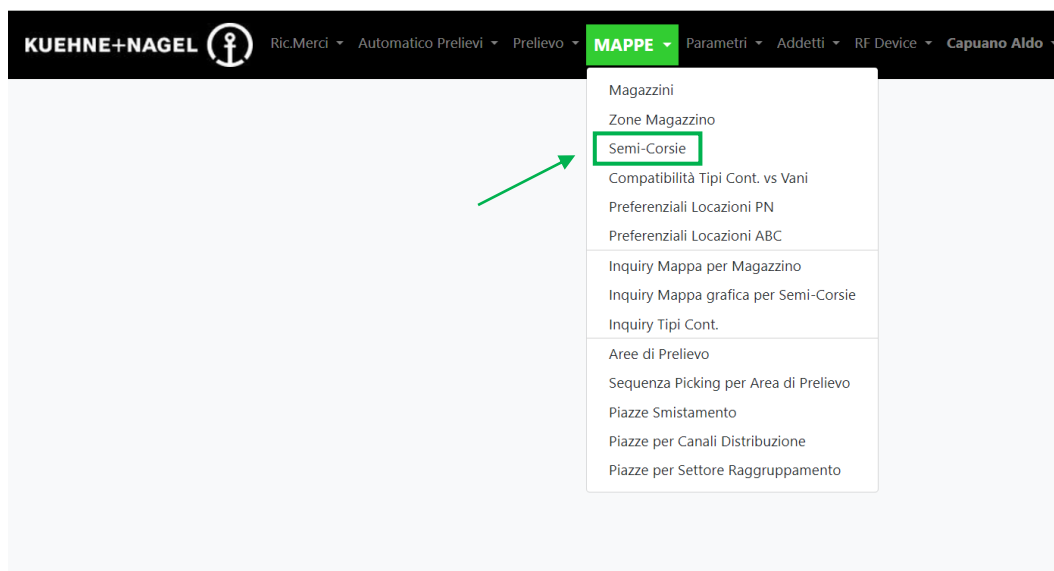 KUEHNE+NAGEL Ric.Merci Automatico Prelievi Prelievo MAPPE Parametri Addetti RF Device Capuano Aldo
Magazzini
Zone Magazzino
Semi-Corsie
Compatibilità Tipi Cont. vs Vani
Preferenziali Locazioni PN
Preferenziali Locazioni ABC
Inquiry Mappa per Magazzino
Inquiry Mappa grafica per Semi-Corsie
Inquiry Tipi Cont.
Aree di Prelievo
Sequenza Picking per Area di Prelievo
Piazze Smistamento
Piazze per Canali Distribuzione
Piazze per Settore Raggruppamento